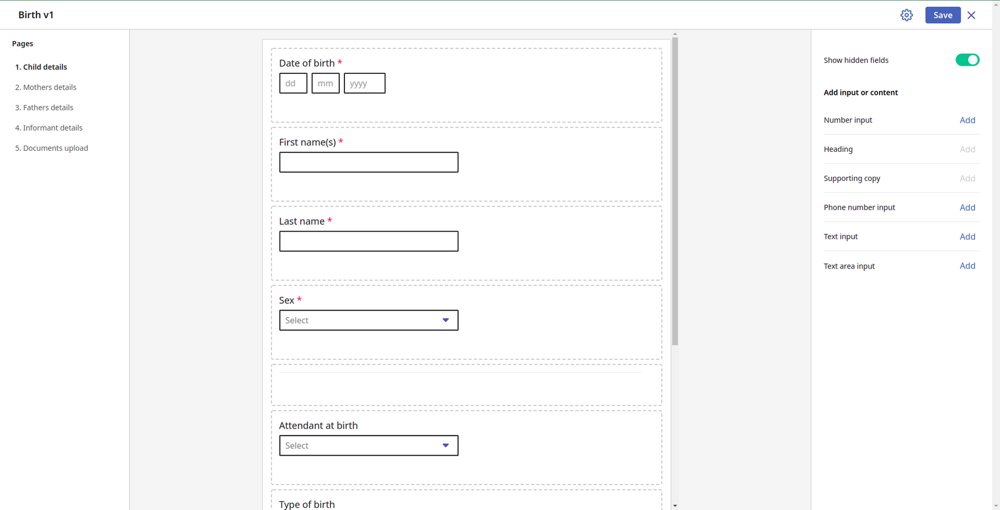 Birth v1
Save
Pages
1. Child details
2. Mothers details
3. Fathers details
4. Informant details
5. Documents upload
Date of birth *
dd mm yyyy
First name(s) *
Last name *
Sex *
Select
Attendant at birth
Select
Type of birth
Show hidden fields
Add input or content
Number input Add
Heading Add
Supporting copy Add
Phone number input Add
Text input Add
Text area input Add